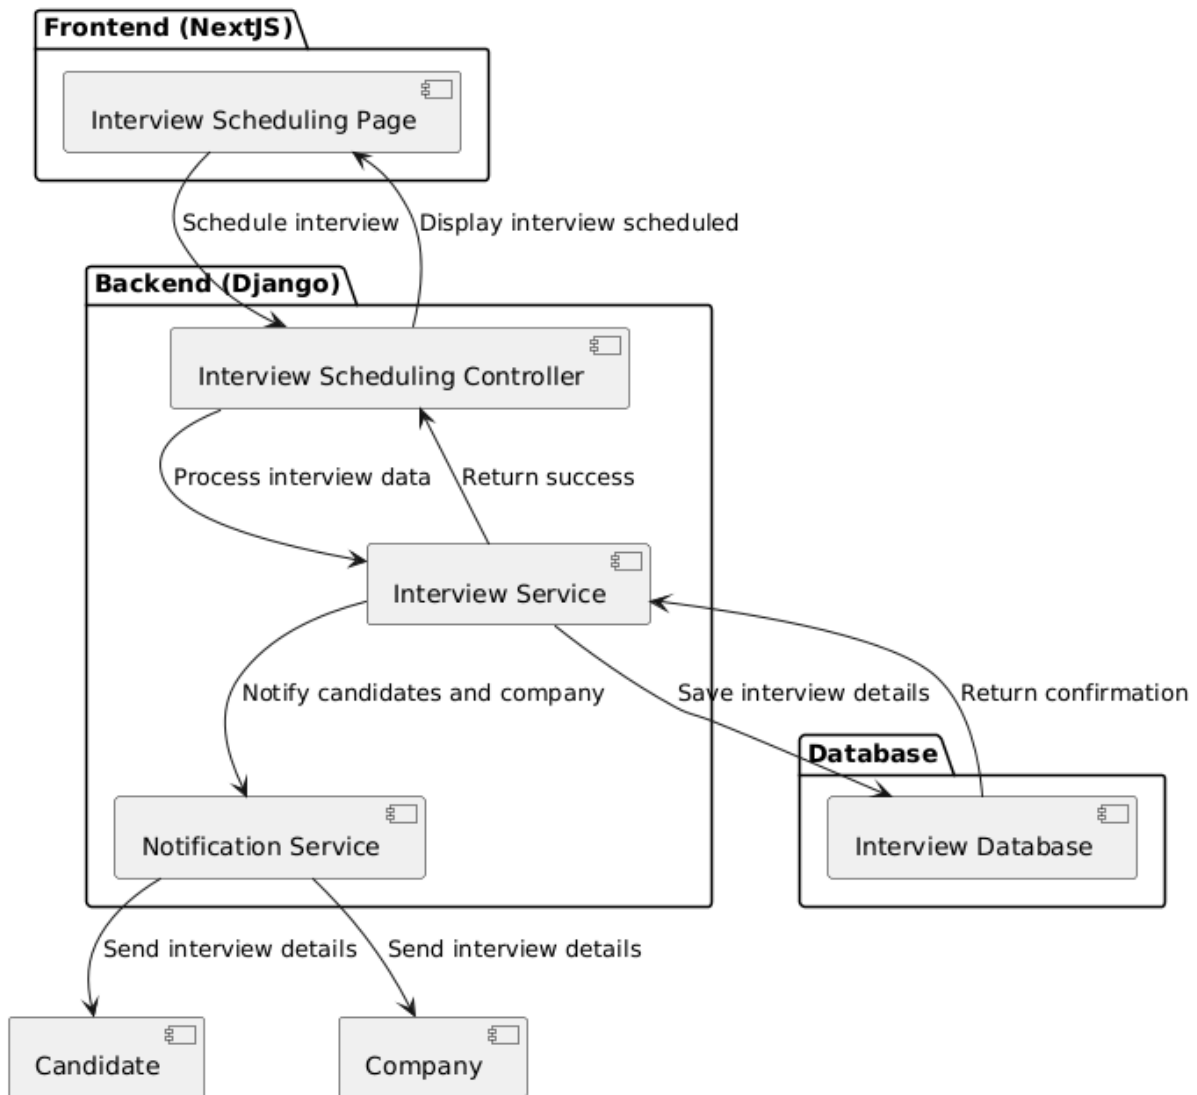 Frontend (NextJS)
Interview Scheduling Page
Schedule interview
Display interview scheduled
Backend (Django)
Interview Scheduling Controller
Process interview data
Return success
Interview Service
Notify candidates and company
Save interview details
Return confirmation
Database
Notification Service
Interview Database
Send interview details
Send interview details
Candidate
Company